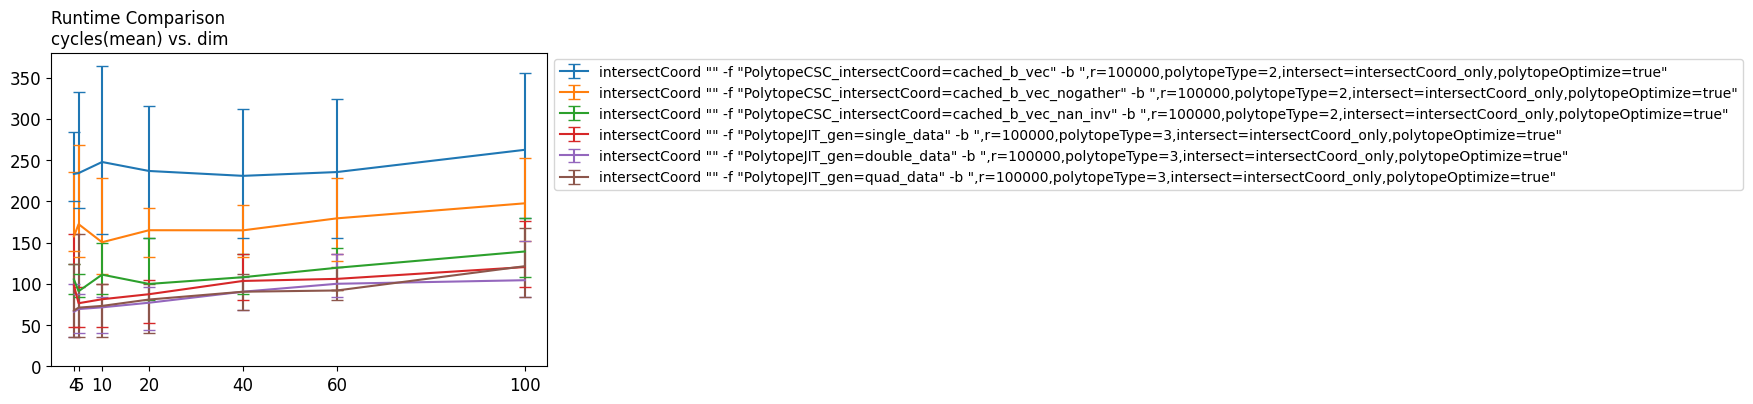 Runtime Comparison
cycles(mean) vs. dim
350
300
250
200
150
100
50
0
4 5 10 20 40 60 100
intersectCoord "" -f "PolytopeCSC_intersectCoord=cached_b_vec" -b ",r=100000,polytopeType=2,intersect=intersectCoord_only,polytopeOptimize=true"
intersectCoord "" -f "PolytopeCSC_intersectCoord=cached_b_vec_nogather" -b ",r=100000,polytopeType=2,intersect=intersectCoord_only,polytopeOptimize=true"
intersectCoord "" -f "PolytopeCSC_intersectCoord=cached_b_vec_nan_inv" -b ",r=100000,polytopeType=2,intersect=intersectCoord_only,polytopeOptimize=true"
intersectCoord "" -f "PolytopeJIT_gen=single_data" -b ",r=100000,polytopeType=3,intersect=intersectCoord_only,polytopeOptimize=true"
intersectCoord "" -f "PolytopeJIT_gen=double_data" -b ",r=100000,polytopeType=3,intersect=intersectCoord_only,polytopeOptimize=true"
intersectCoord "" -f "PolytopeJIT_gen=quad_data" -b ",r=100000,polytopeType=3,intersect=intersectCoord_only,polytopeOptimize=true"